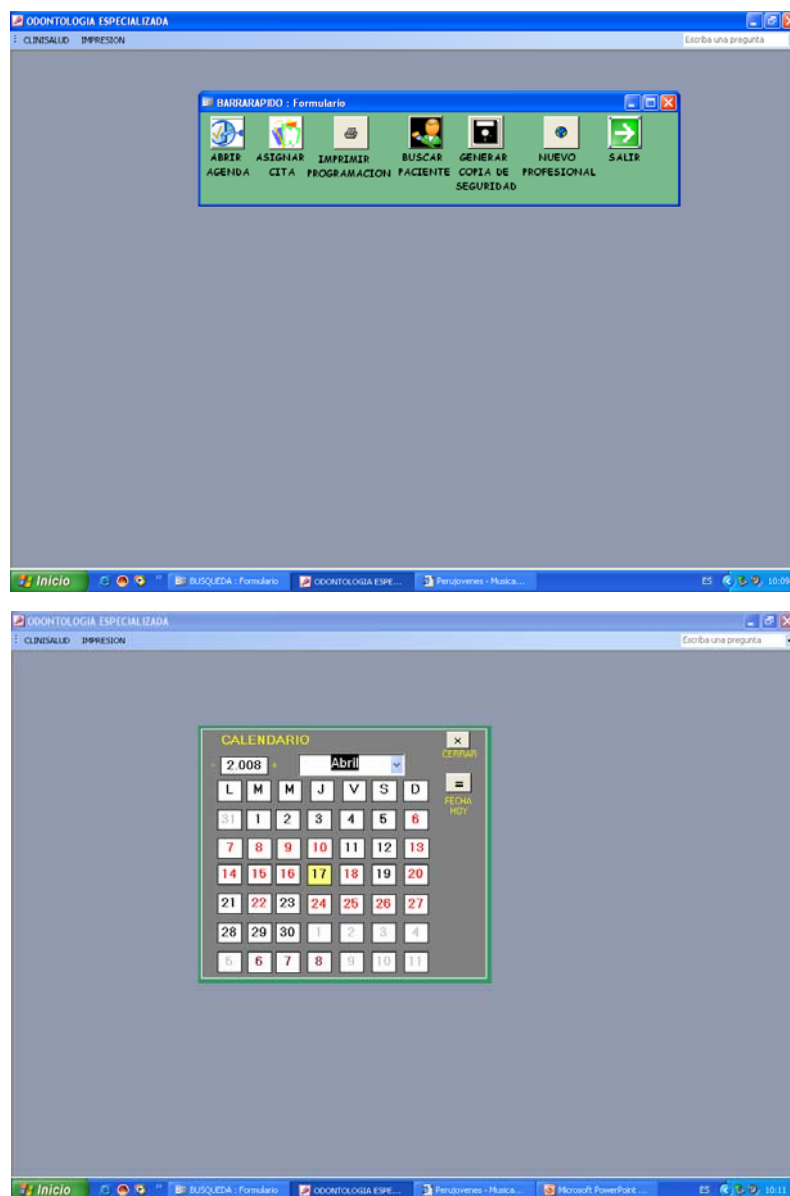 ODONTOLOGIA ESPECIALIZADA
CLINISALUD IMPRESION Escriba una pregunta
BARRARAPIDO : Formulario
ABRIR AGENDA
ASIGNAR CITA
IMPRIMIR PROGRAMACION
BUSCAR PACIENTE
GENERAR COPIA DE SEGURIDAD
NUEVO PROFESIONAL
SALIR
Inicio BUSQUEDA : Formulario ODONTOLOGIA ESPE... Perujovenes - Musica... ES 10:09
ODONTOLOGIA ESPECIALIZADA
CLINISALUD IMPRESION Escriba una pregunta
CALENDARIO
CERRAR
- 2.008 + Abril
FECHA HOY
L M M J V S D
31 1 2 3 4 5 6
7 8 9 10 11 12 13
14 15 16 17 18 19 20
21 22 23 24 25 26 27
28 29 30 1 2 3 4
5 6 7 8 9 10 11
Inicio BUSQUEDA : Formulario ODONTOLOGIA ESPE... Perujovenes - Musica... Microsoft PowerPoint ... ES 10:11